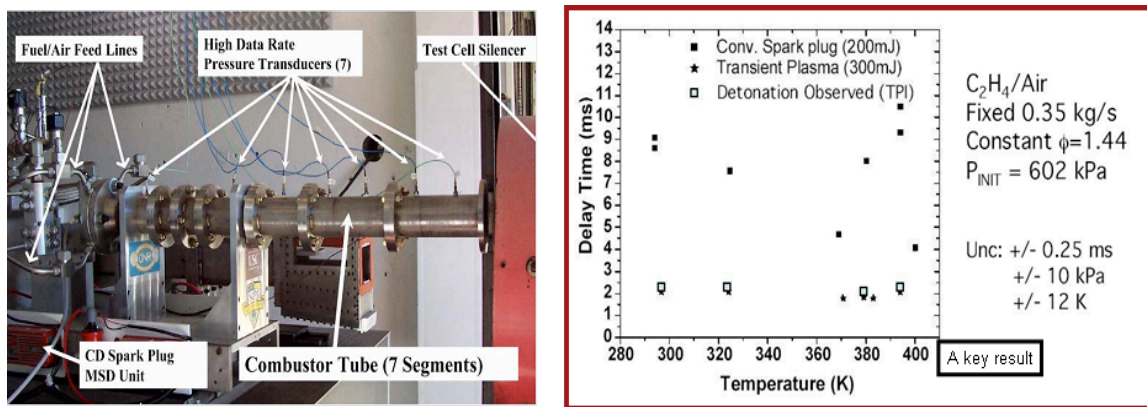 Fuel/Air Feed Lines
High Data Rate
Pressure Transducers (7)
Test Cell Silencer
CD Spark Plug
MSD Unit
Combustor Tube (7 Segments)
14
13
12
11
10
9
8
7
6
5
4
3
2
1
0
Delay Time (ms)
Conv. Spark plug (200mJ)
Transient Plasma (300mJ)
Detonation Observed (TPI)
280 300 320 340 360 380 400
Temperature (K)
C₂H₄/Air
Fixed 0.35 kg/s
Constant ϕ=1.44
P_INIT = 602 kPa
Unc: +/- 0.25 ms
+/- 10 kPa
+/- 12 K
A key result